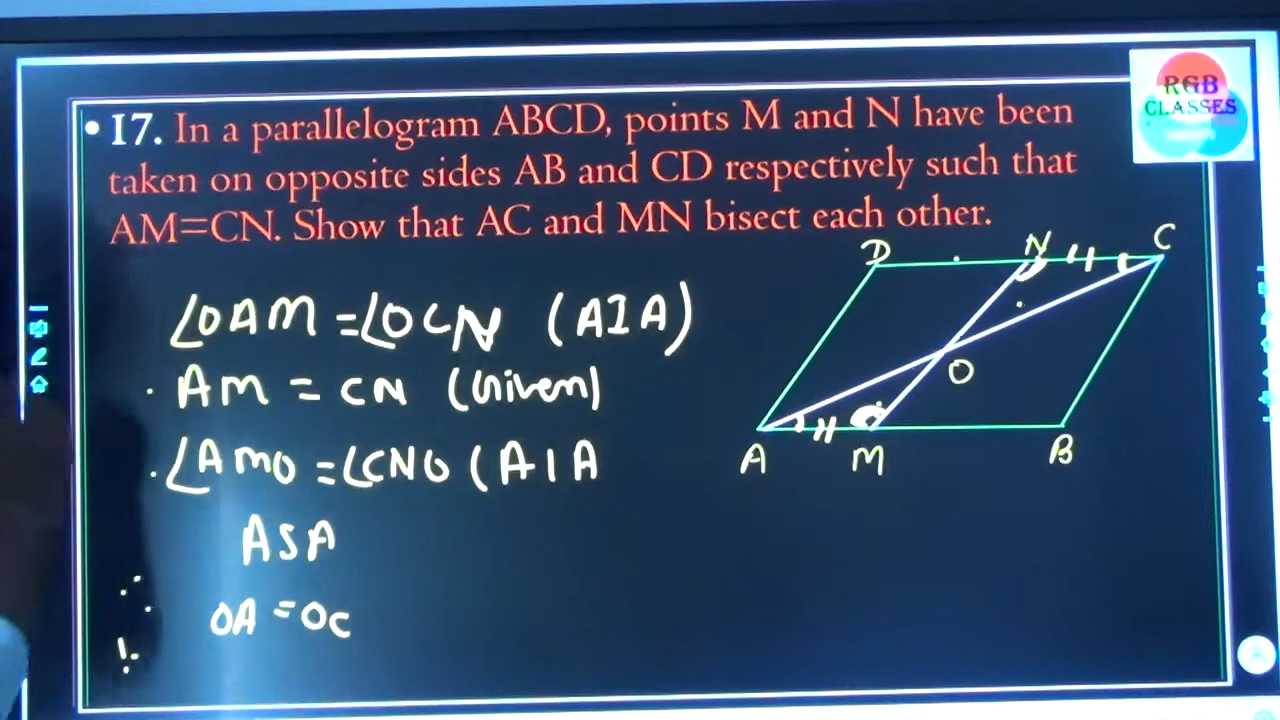 RGB
CLASSES
• 17. In a parallelogram ABCD, points M and N have been
taken on opposite sides AB and CD respectively such that
AM=CN. Show that AC and MN bisect each other.
∠OAM = ∠OCN (AIA)
. AM = CN (Given)
. ∠AMO = ∠CNO (AIA
ASA
OA = OC
D N C
O
A M B